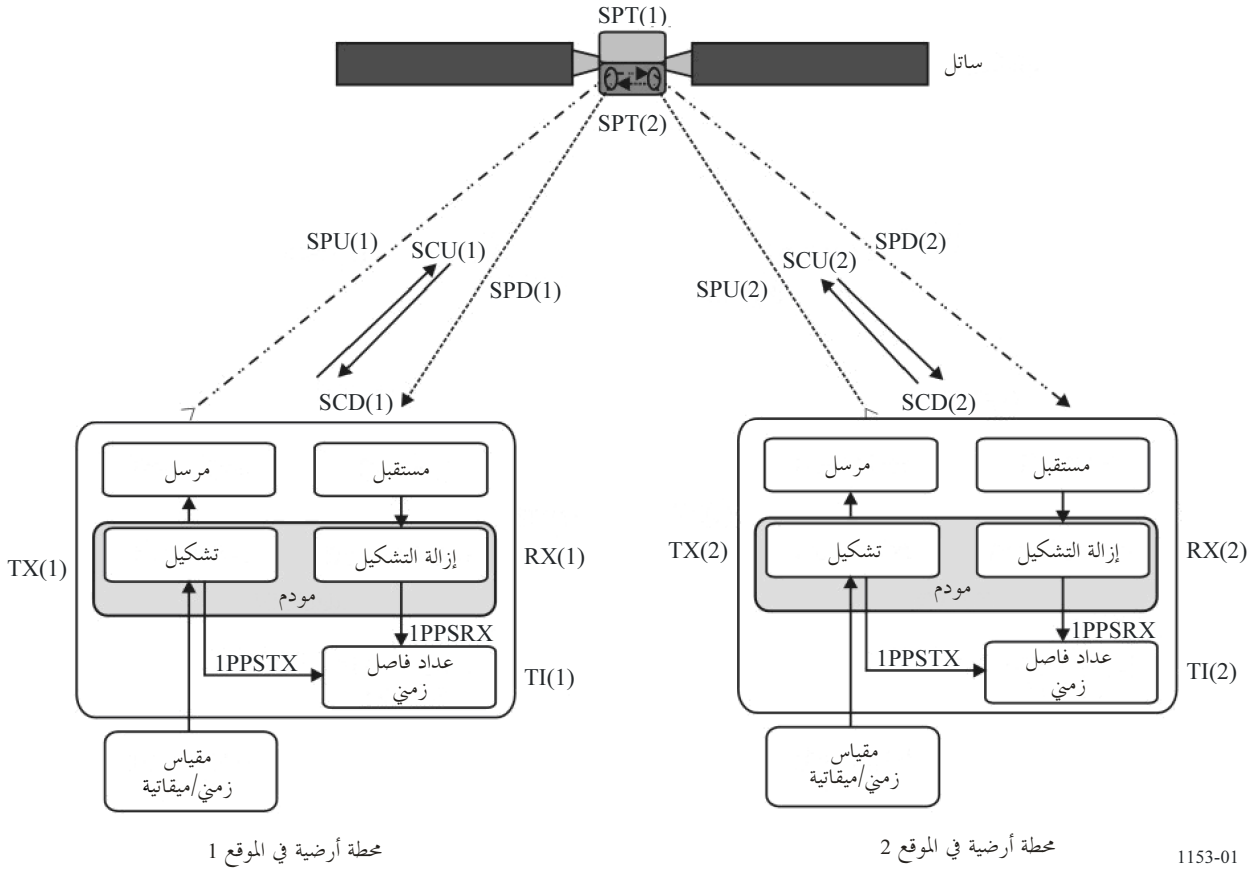 SPT(1)
ساتل
SPT(2)
SPU(1)
SCU(1)
SPD(1)
SCD(1)
SCU(2)
SPD(2)
SPU(2)
SCD(2)
مرسل
مستقبل
TX(1)
تشكيل
إزالة التشكيل
RX(1)
مودم
1PPSRX
1PPSTX
عداد فاصل
زمني
TI(1)
مقياس
زمني/ميقاتية
محطة أرضية في الموقع 1
مرسل
مستقبل
TX(2)
تشكيل
إزالة التشكيل
RX(2)
مودم
1PPSRX
1PPSTX
عداد فاصل
زمني
TI(2)
مقياس
زمني/ميقاتية
محطة أرضية في الموقع 2
1153-01